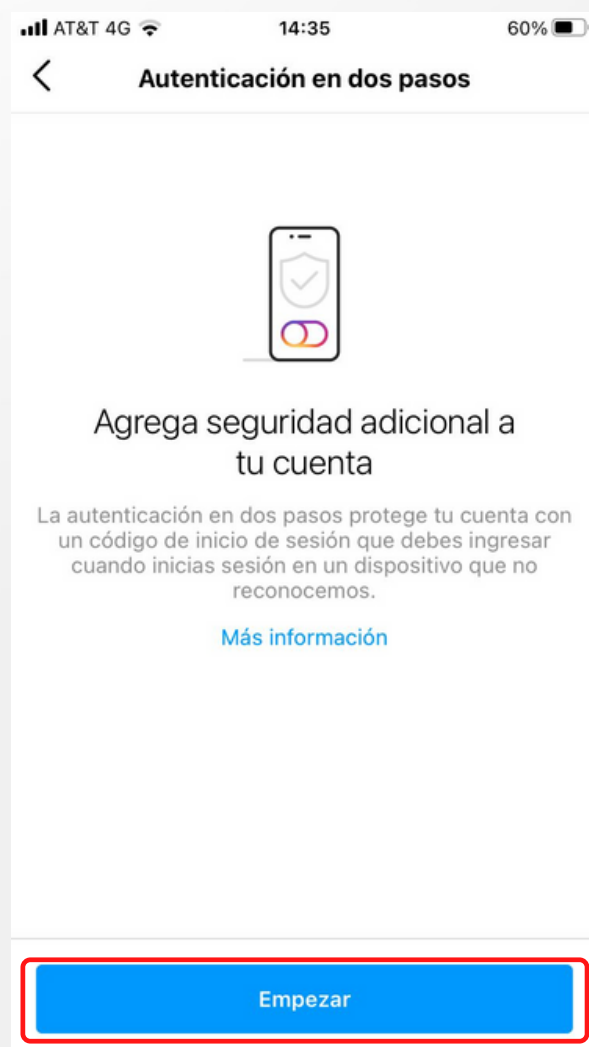 AT&T 4G 14:35 60%
Autenticación en dos pasos
Agrega seguridad adicional a
tu cuenta
La autenticación en dos pasos protege tu cuenta con
un código de inicio de sesión que debes ingresar
cuando inicias sesión en un dispositivo que no
reconocemos.
Más información
Empezar